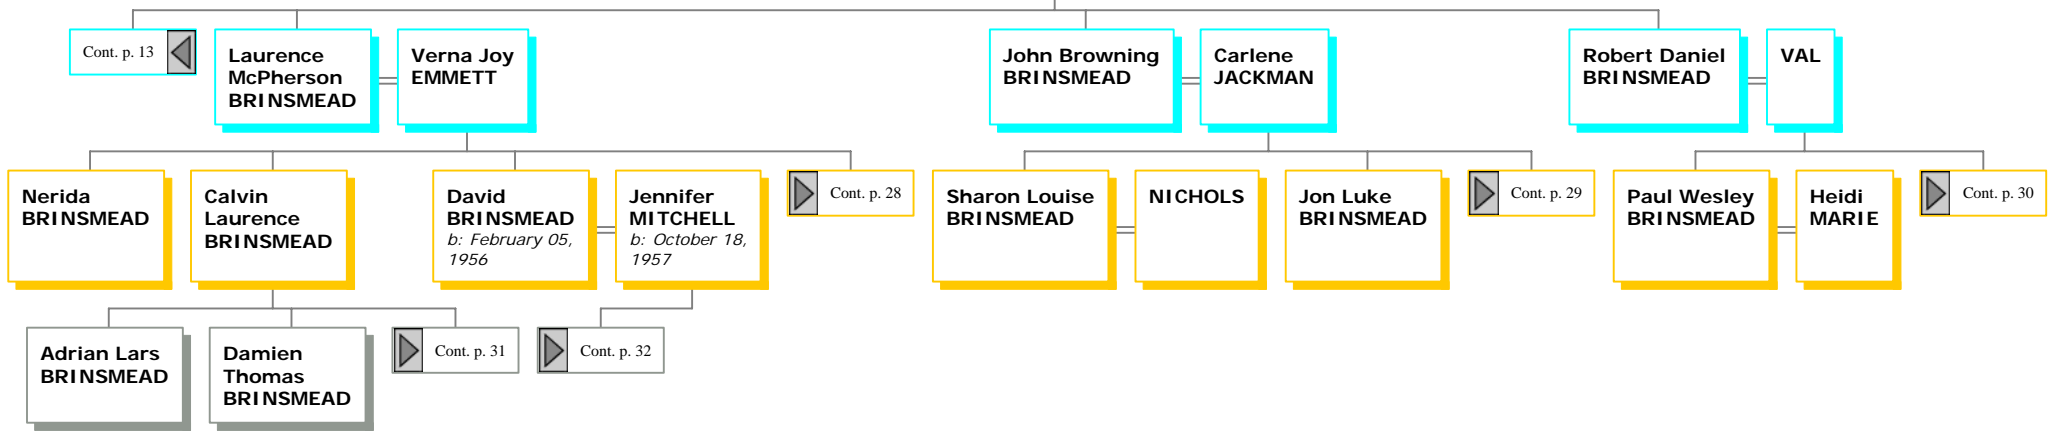 Cont. p. 13
Laurence
McPherson
BRINSMEAD
Verna Joy
EMMETT
John Browning
BRINSMEAD
Carlene
JACKMAN
Robert Daniel
BRINSMEAD
VAL
Nerida
BRINSMEAD
Calvin
Laurence
BRINSMEAD
David
BRINSMEAD
b: February 05,
1956
Jennifer
MITCHELL
b: October 18,
1957
Cont. p. 28
Sharon Louise
BRINSMEAD
NICHOLS
Jon Luke
BRINSMEAD
Cont. p. 29
Paul Wesley
BRINSMEAD
Heidi
MARIE
Cont. p. 30
Adrian Lars
BRINSMEAD
Damien
Thomas
BRINSMEAD
Cont. p. 31
Cont. p. 32